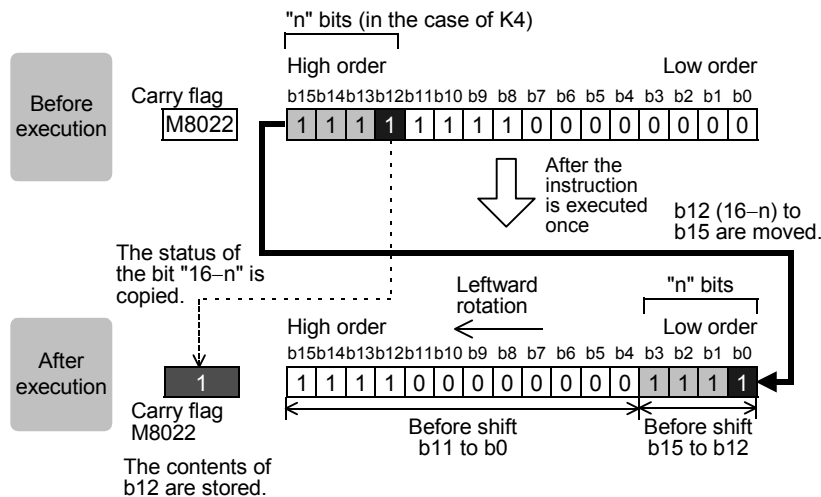 "n" bits (in the case of K4)
High order
Low order
Before
execution
Carry flag
M8022
b15b14b13b12b11b10 b9 b8 b7 b6 b5 b4 b3 b2 b1 b0
1 1 1 1 1 1 1 1 0 0 0 0 0 0 0 0
After the
instruction
is executed
once
b12 (16−n) to
b15 are moved.
The status of
the bit "16−n" is
copied.
Leftward
rotation
"n" bits
High order
Low order
After
execution
b15b14b13b12b11b10 b9 b8 b7 b6 b5 b4 b3 b2 b1 b0
1
1 1 1 1 0 0 0 0 0 0 0 0 1 1 1 1
Carry flag
M8022
Before shift
b11 to b0
Before shift
b15 to b12
The contents of
b12 are stored.